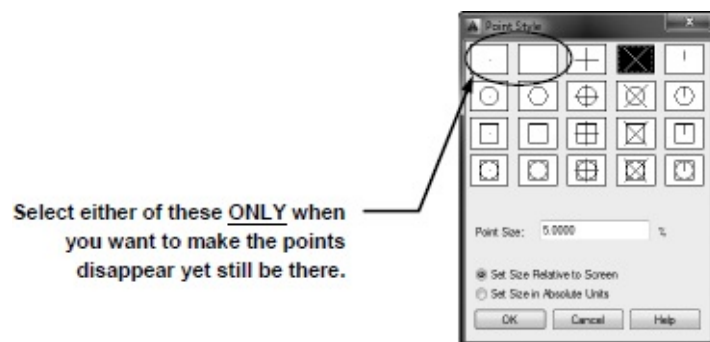 Point Style
Select either of these ONLY when
you want to make the points
disappear yet still be there.
Point Size: 5.0000 %
Set Size Relative to Screen
Set Size in Absolute Units
OK Cancel Help